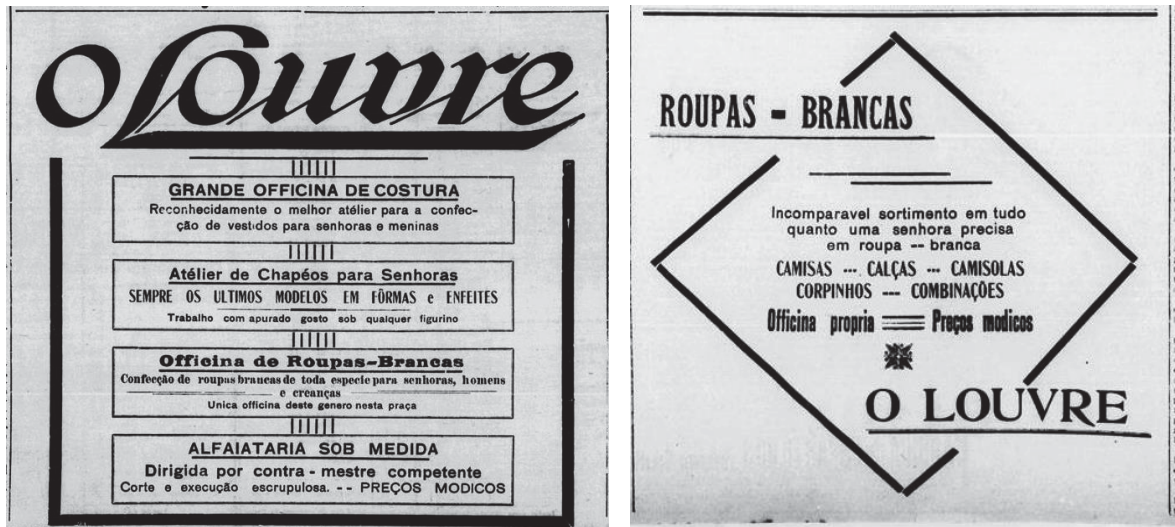 O Louvre
GRANDE OFFICINA DE COSTURA
Reconhecidamente o melhor atélier para a confec-
ção de vestidos para senhoras e meninas
Atélier de Chapéos para Senhoras
SEMPRE OS ULTIMOS MODELOS EM FÔRMAS e ENFEITES
Trabalho com apurado gosto sob qualquer figurino
Officina de Roupas-Brancas
Confecção de roupas brancas de toda especie para senhoras, homens
e creanças
Unica officina deste genero nesta praça
ALFAIATARIA SOB MEDIDA
Dirigida por contra - mestre competente
Corte e execução escrupulosa. -- PREÇOS MODICOS
ROUPAS - BRANCAS
Incomparavel sortimento em tudo
quanto uma senhora precisa
em roupa -- branca
CAMISAS --- CALÇAS --- CAMISOLAS
CORPINHOS --- COMBINAÇÕES
Officina propria Preços modicos
O LOUVRE